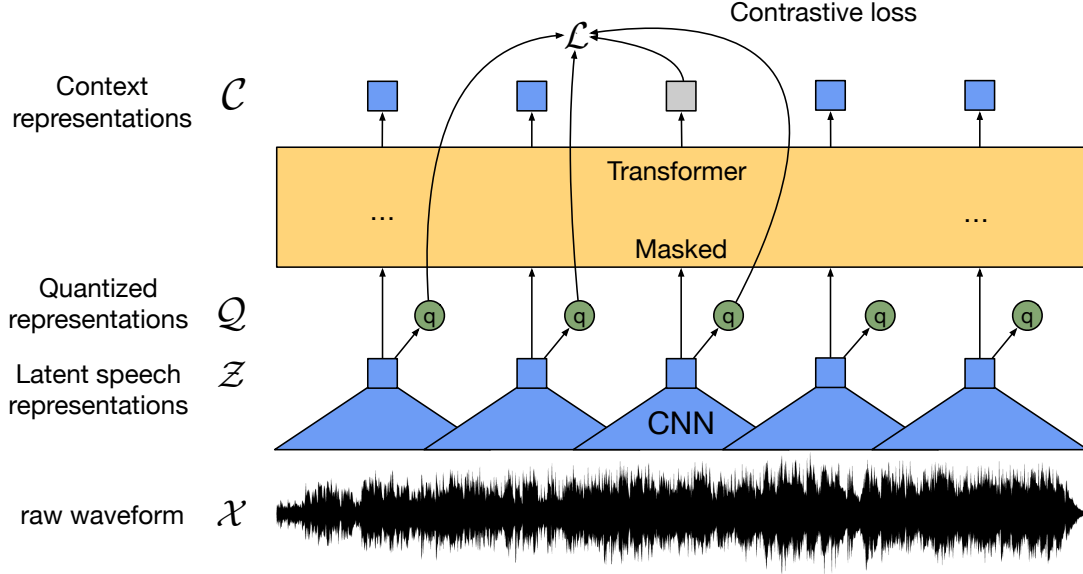 Contrastive loss
ℒ
Context
representations
𝒞
Transformer
...
...
Masked
Quantized
representations
𝒬
q
q
q
q
q
Latent speech
representations
𝒵
CNN
raw waveform
𝒳